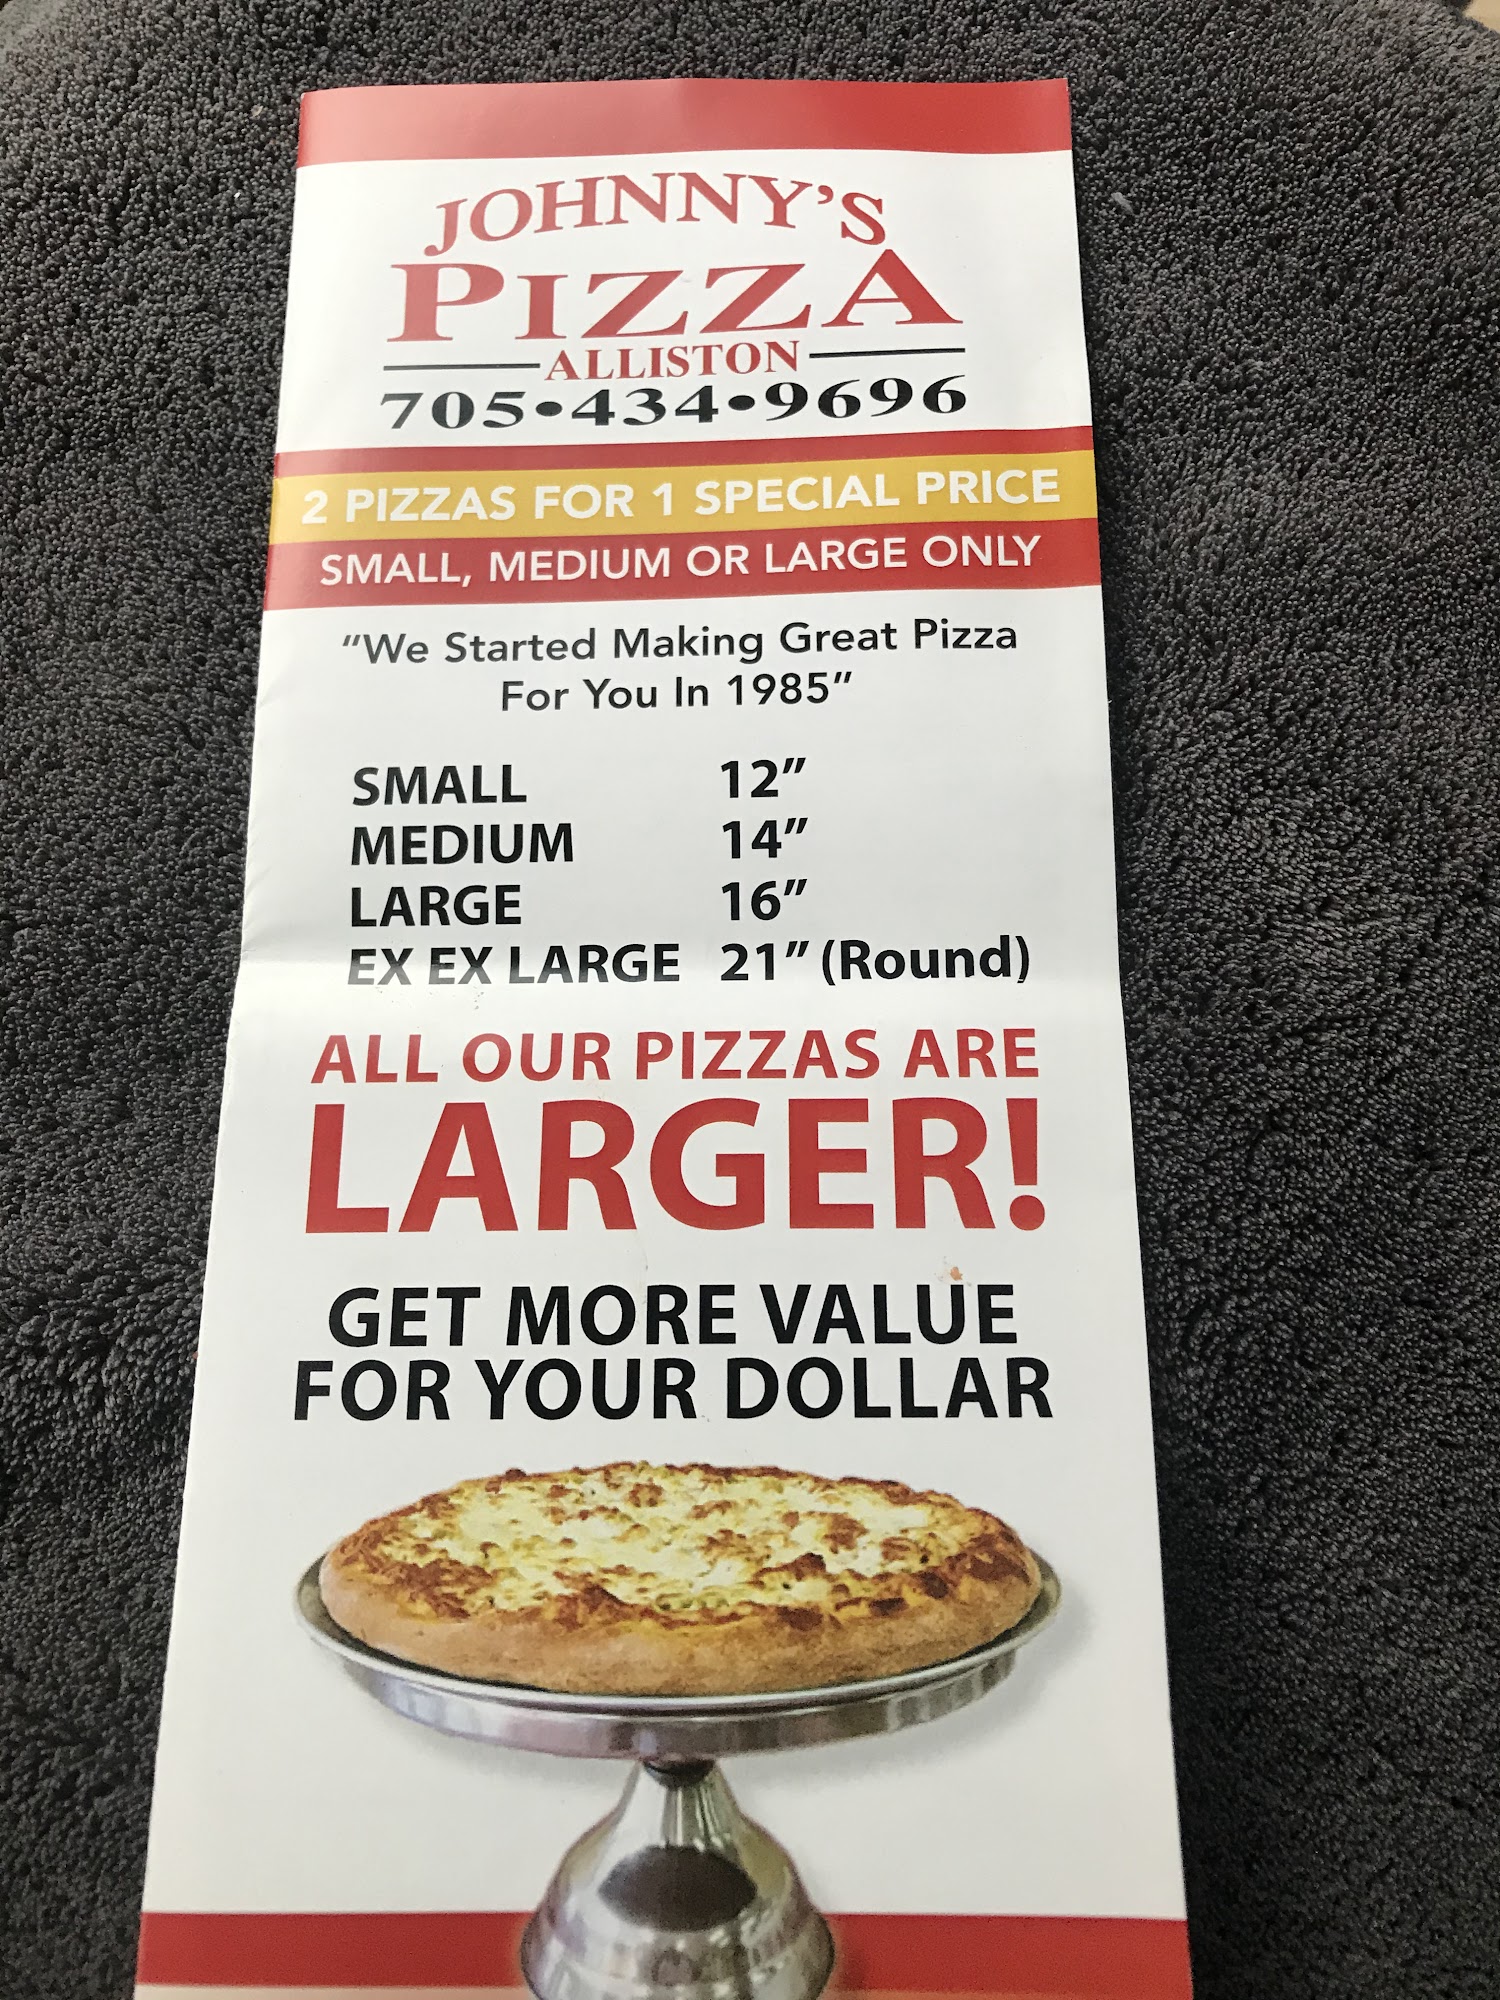 JOHNNY'S
PIZZA
ALLISTON
705•434•9696
2 PIZZAS FOR 1 SPECIAL PRICE
SMALL, MEDIUM OR LARGE ONLY
"We Started Making Great Pizza
For You In 1985"
SMALL 12"
MEDIUM 14"
LARGE 16"
EX EX LARGE 21" (Round)
ALL OUR PIZZAS ARE
LARGER!
GET MORE VALUE
FOR YOUR DOLLAR